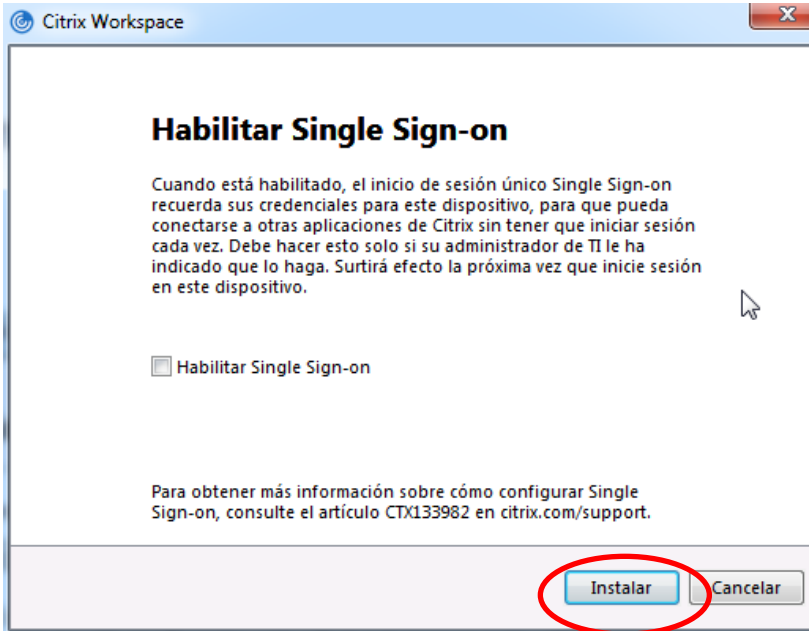 Citrix Workspace
Habilitar Single Sign-on
Cuando está habilitado, el inicio de sesión único Single Sign-on
recuerda sus credenciales para este dispositivo, para que pueda
conectarse a otras aplicaciones de Citrix sin tener que iniciar sesión
cada vez. Debe hacer esto solo si su administrador de TI le ha
indicado que lo haga. Surtirá efecto la próxima vez que inicie sesión
en este dispositivo.
Habilitar Single Sign-on
Para obtener más información sobre cómo configurar Single
Sign-on, consulte el artículo CTX133982 en citrix.com/support.
Instalar Cancelar